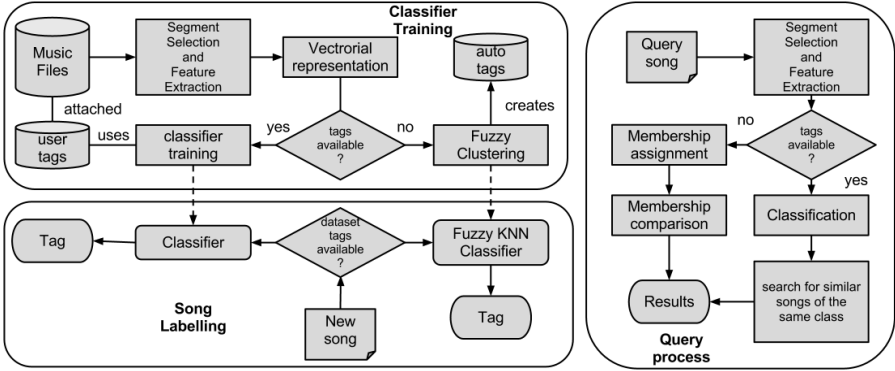 Classifier
Training
Music
Files
Segment
Selection
and
Feature
Extraction
Vectrorial
representation
auto
tags
attached
creates
user
tags
uses
classifier
training
yes
tags
available
?
no
Fuzzy
Clustering
Tag
Classifier
dataset
tags
available
?
Fuzzy KNN
Classifier
Song
Labelling
New
song
Tag
Query
song
Segment
Selection
and
Feature
Extraction
no
Membership
assignment
tags
available
?
yes
Membership
comparison
Classification
Results
search for similar
songs of the
same class
Query
process